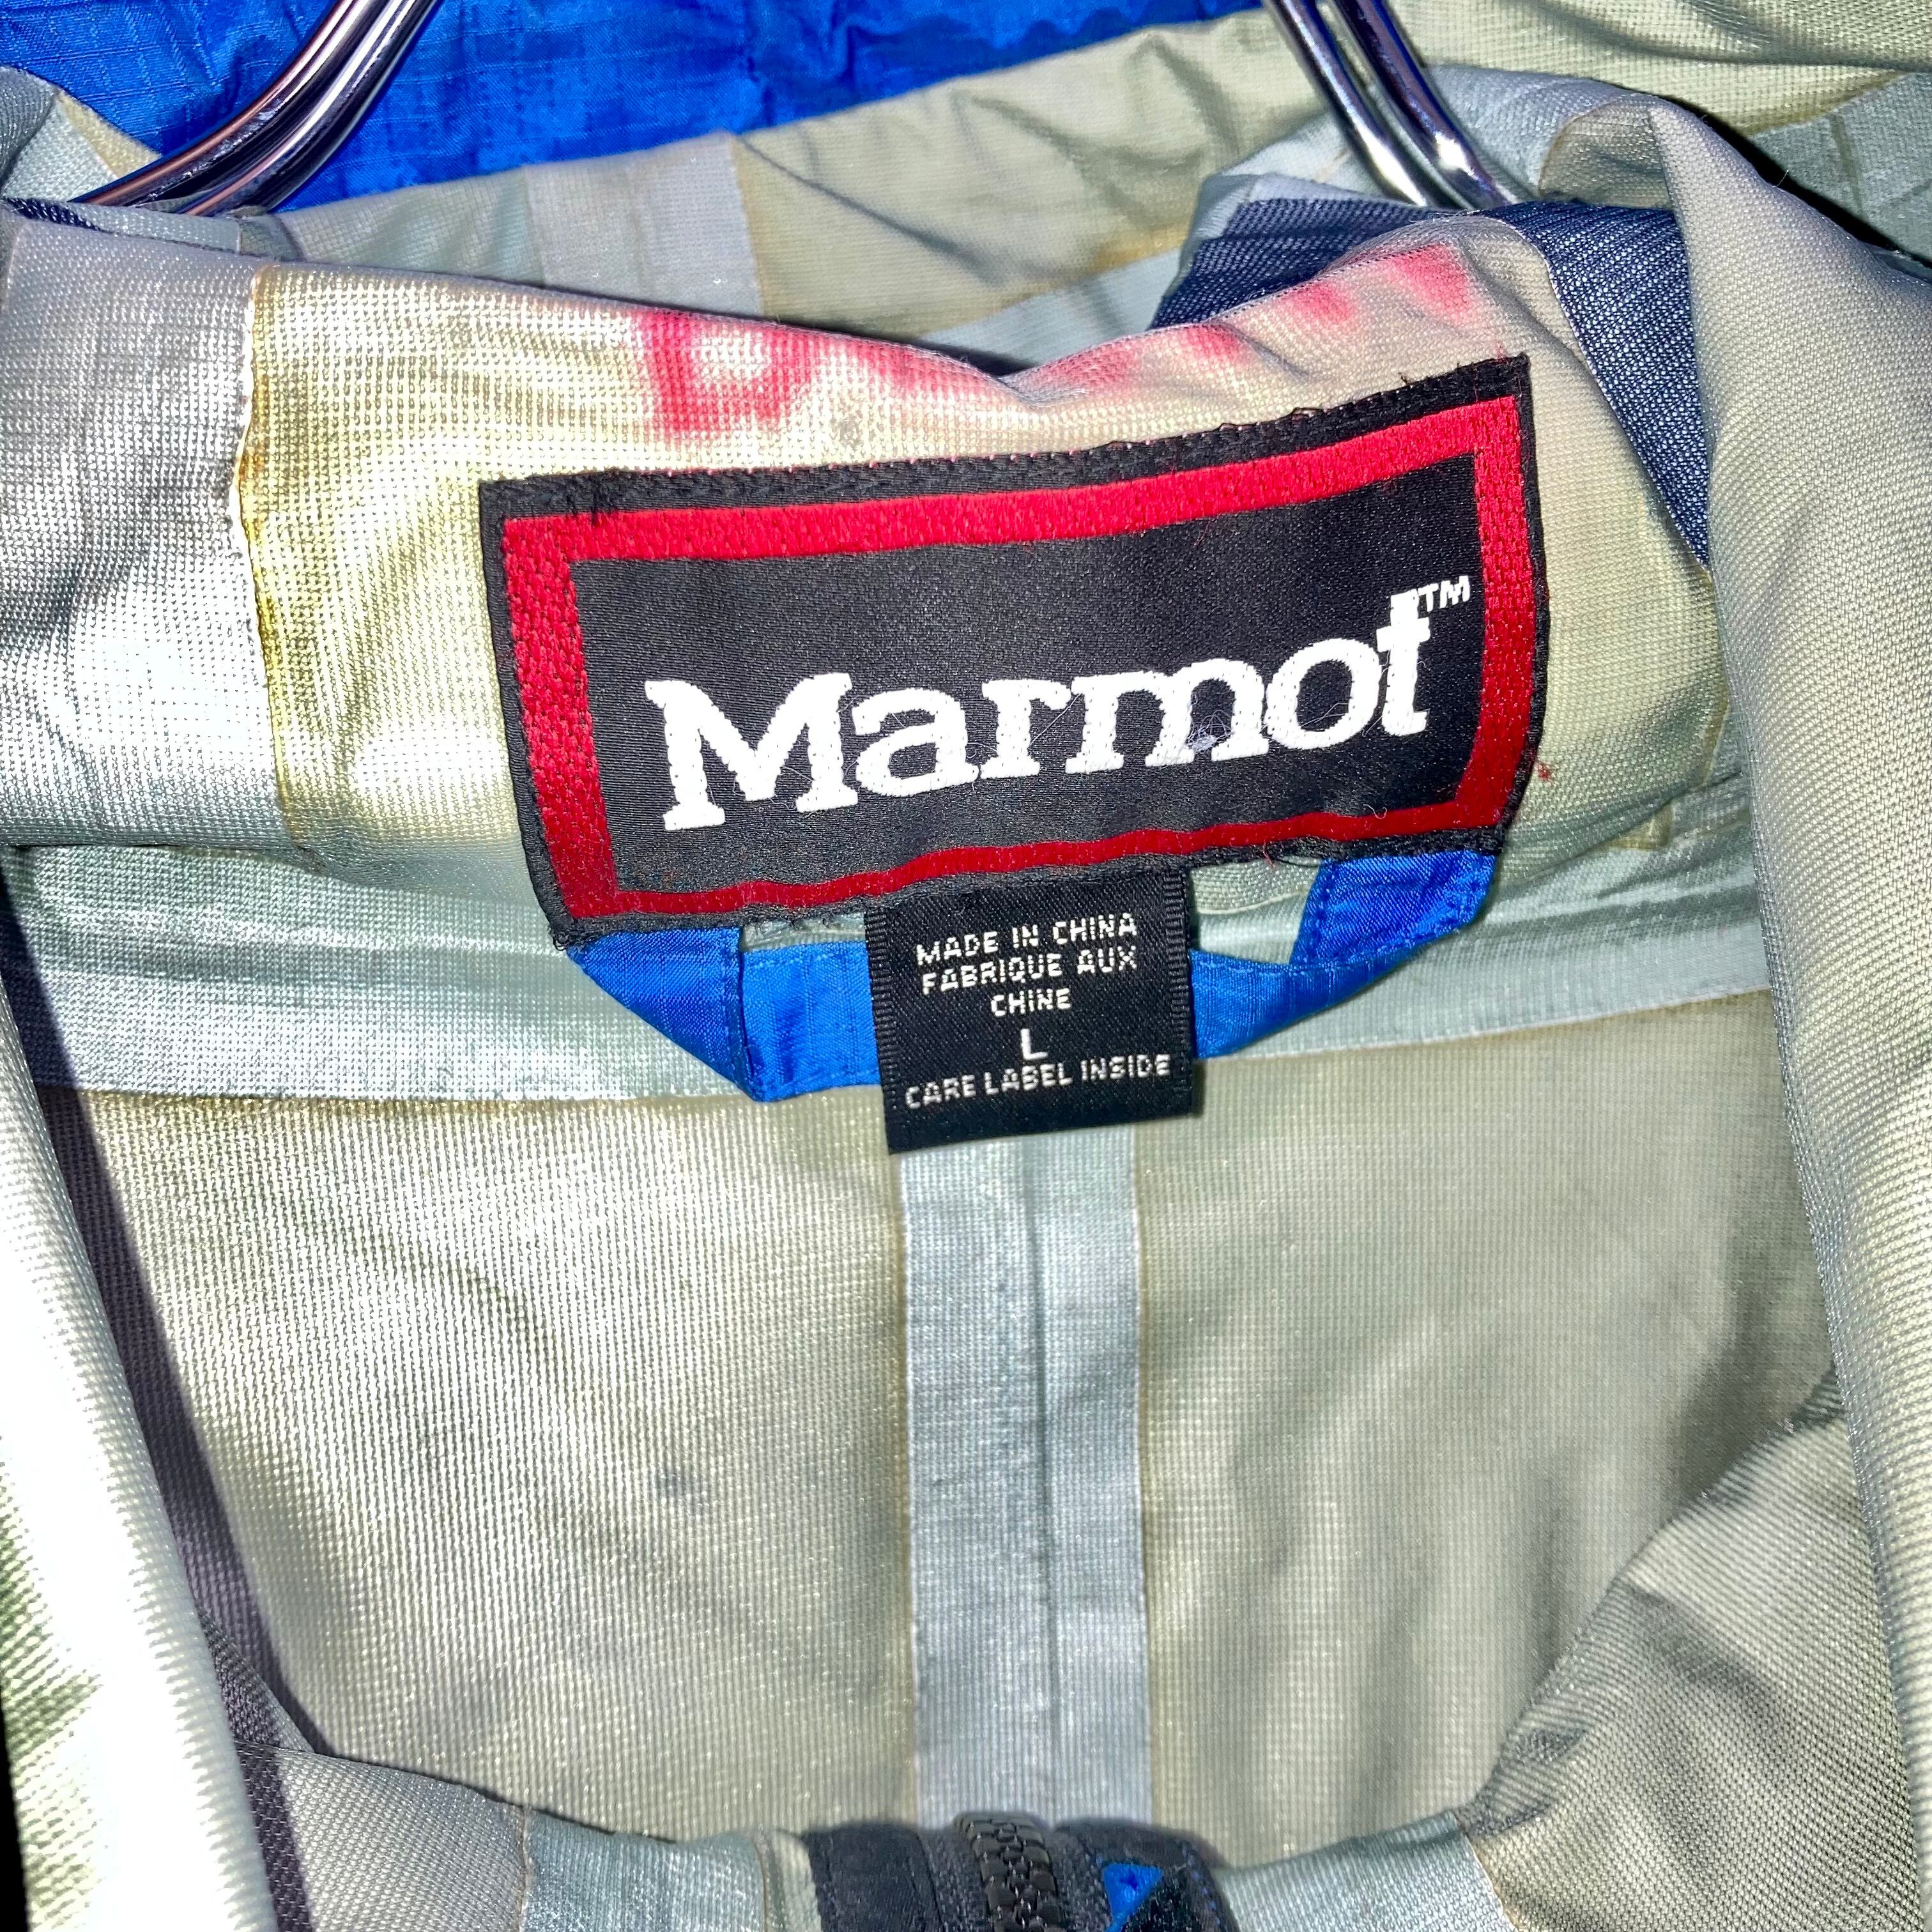 Marmot™
MADE IN CHINA
FABRIQUE AUX
CHINE
L
CARE LABEL INSIDE